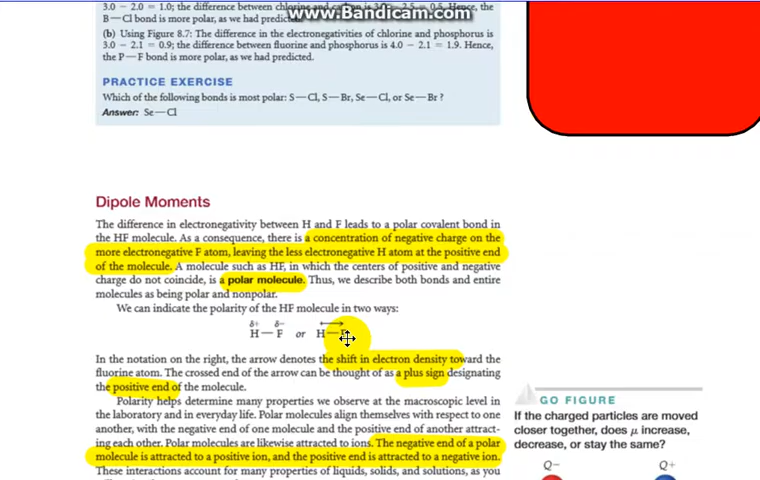 3.0 − 2.0 = 1.0; the difference between chlorine and carbon is 3.0 − 2.5 = 0.5. Hence, the
www.Bandicam.com
B—Cl bond is more polar, as we had predicted.
(b) Using Figure 8.7: The difference in the electronegativities of chlorine and phosphorus is
3.0 − 2.1 = 0.9; the difference between fluorine and phosphorus is 4.0 − 2.1 = 1.9. Hence,
the P—F bond is more polar, as we had predicted.
PRACTICE EXERCISE
Which of the following bonds is most polar: S—Cl, S—Br, Se—Cl, or Se—Br ?
Answer: Se—Cl
Dipole Moments
The difference in electronegativity between H and F leads to a polar covalent bond in
the HF molecule. As a consequence, there is a concentration of negative charge on the
more electronegative F atom, leaving the less electronegative H atom at the positive end
of the molecule. A molecule such as HF, in which the centers of positive and negative
charge do not coincide, is a polar molecule. Thus, we describe both bonds and entire
molecules as being polar and nonpolar.
We can indicate the polarity of the HF molecule in two ways:
δ+ δ−
H—F or H—F
In the notation on the right, the arrow denotes the shift in electron density toward the
fluorine atom. The crossed end of the arrow can be thought of as a plus sign designating
the positive end of the molecule.
Polarity helps determine many properties we observe at the macroscopic level in
the laboratory and in everyday life. Polar molecules align themselves with respect to one
another, with the negative end of one molecule and the positive end of another attract-
ing each other. Polar molecules are likewise attracted to ions. The negative end of a polar
molecule is attracted to a positive ion, and the positive end is attracted to a negative ion.
These interactions account for many properties of liquids, solids, and solutions, as you
GO FIGURE
If the charged particles are moved
closer together, does μ increase,
decrease, or stay the same?
Q− Q+